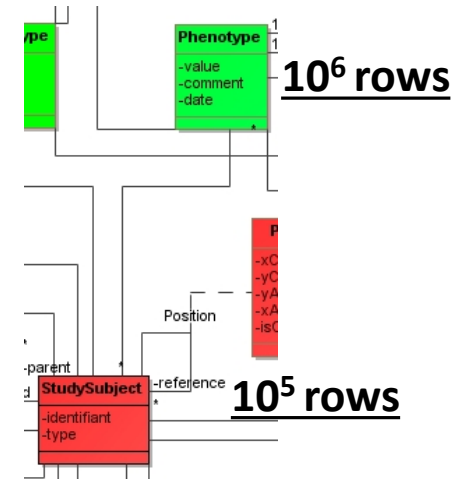 ype
Phenotype
-value
-comment
-date
1
1
*
10⁶ rows
P
-xC
-yC
-yA
-xA
-isC
Position
*
-parent
d
*
-reference
*
StudySubject
-identifiant
-type
10⁵ rows